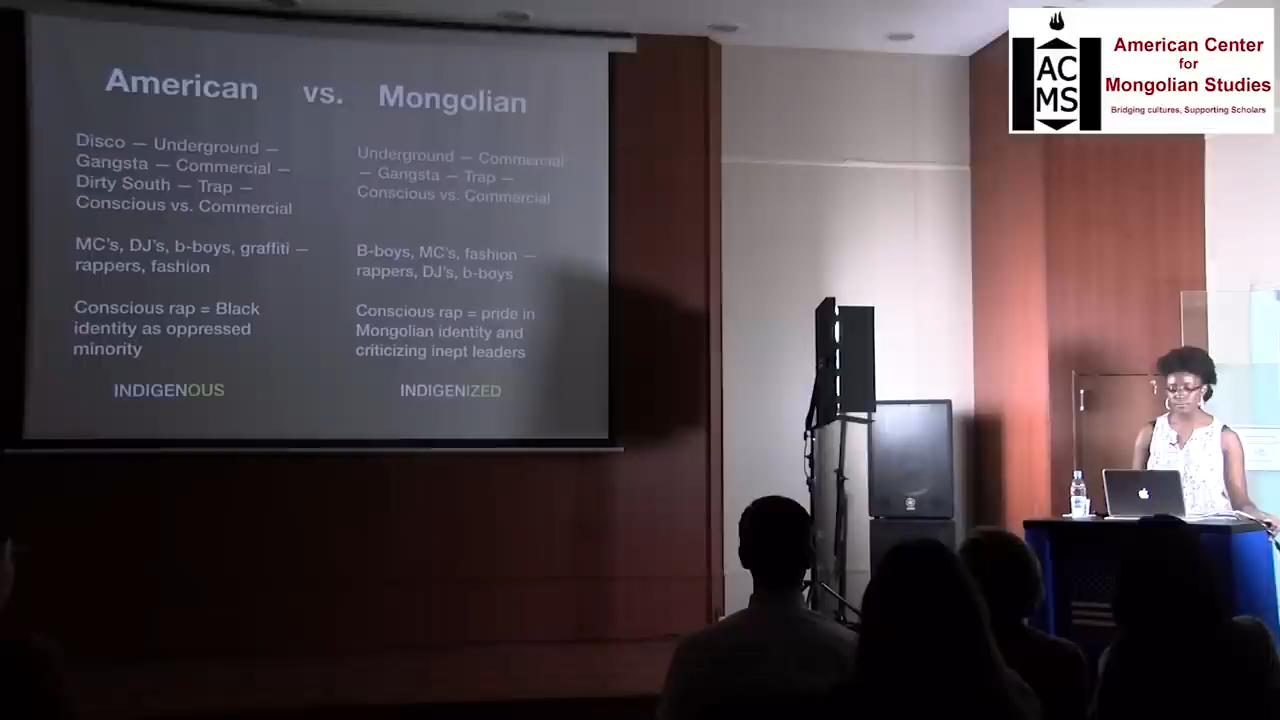 American vs. Mongolian
Disco — Underground —
Gangsta — Commercial —
Dirty South — Trap —
Conscious vs. Commercial
MC's, DJ's, b-boys, graffiti —
rappers, fashion
Conscious rap = Black
identity as oppressed
minority
INDIGENOUS
Underground — Commercial
— Gangsta — Trap —
Conscious vs. Commercial
B-boys, MC's, fashion —
rappers, DJ's, b-boys
Conscious rap = pride in
Mongolian identity and
criticizing inept leaders
INDIGENIZED
AC
MS
American Center
for
Mongolian Studies
Bridging cultures, Supporting Scholars